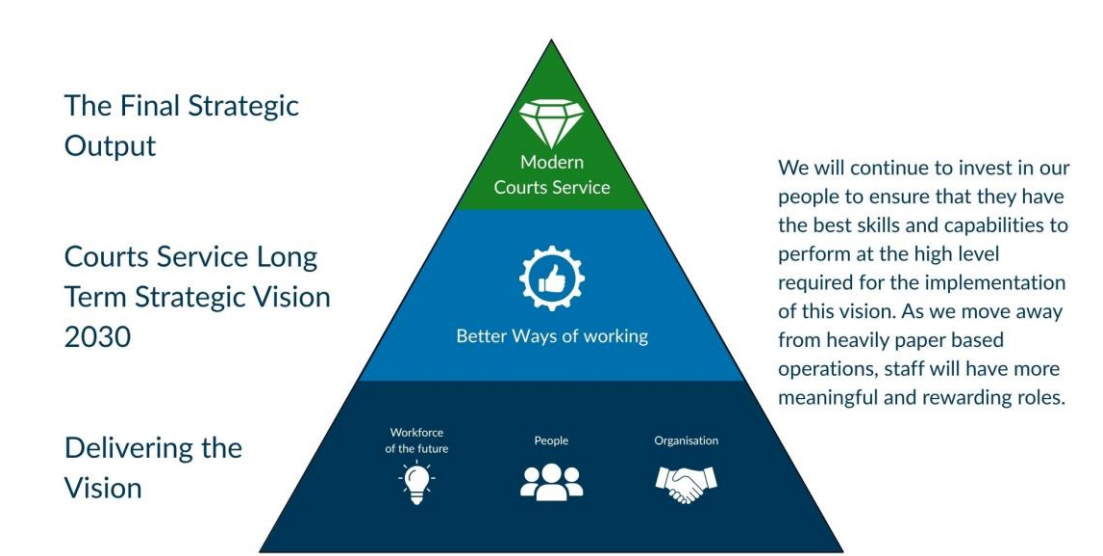 The Final Strategic
Output
Modern
Courts Service
Courts Service Long
Term Strategic Vision
2030
Better Ways of working
Delivering the
Vision
Workforce
of the future
People
Organisation
We will continue to invest in our
people to ensure that they have
the best skills and capabilities to
perform at the high level
required for the implementation
of this vision. As we move away
from heavily paper based
operations, staff will have more
meaningful and rewarding roles.